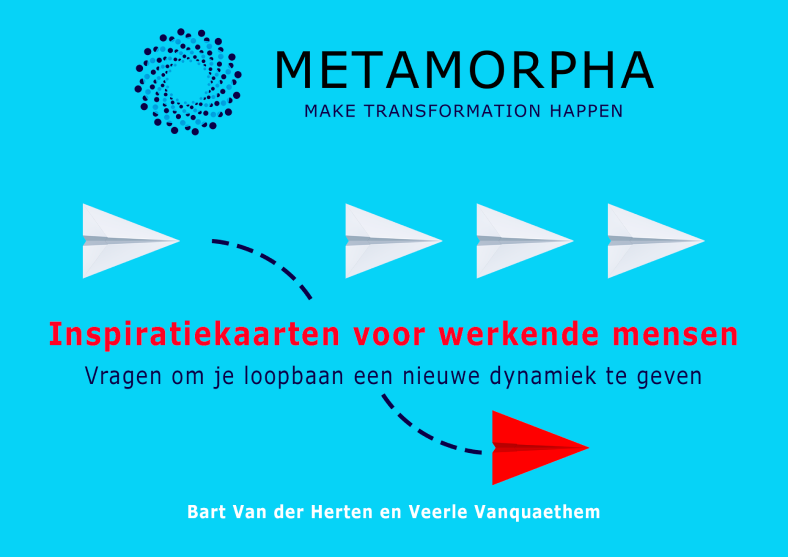 METAMORPHA
MAKE TRANSFORMATION HAPPEN
Inspiratiekaarten voor werkende mensen
Vragen om je loopbaan een nieuwe dynamiek te geven
Bart Van der Herten en Veerle Vanquaethem